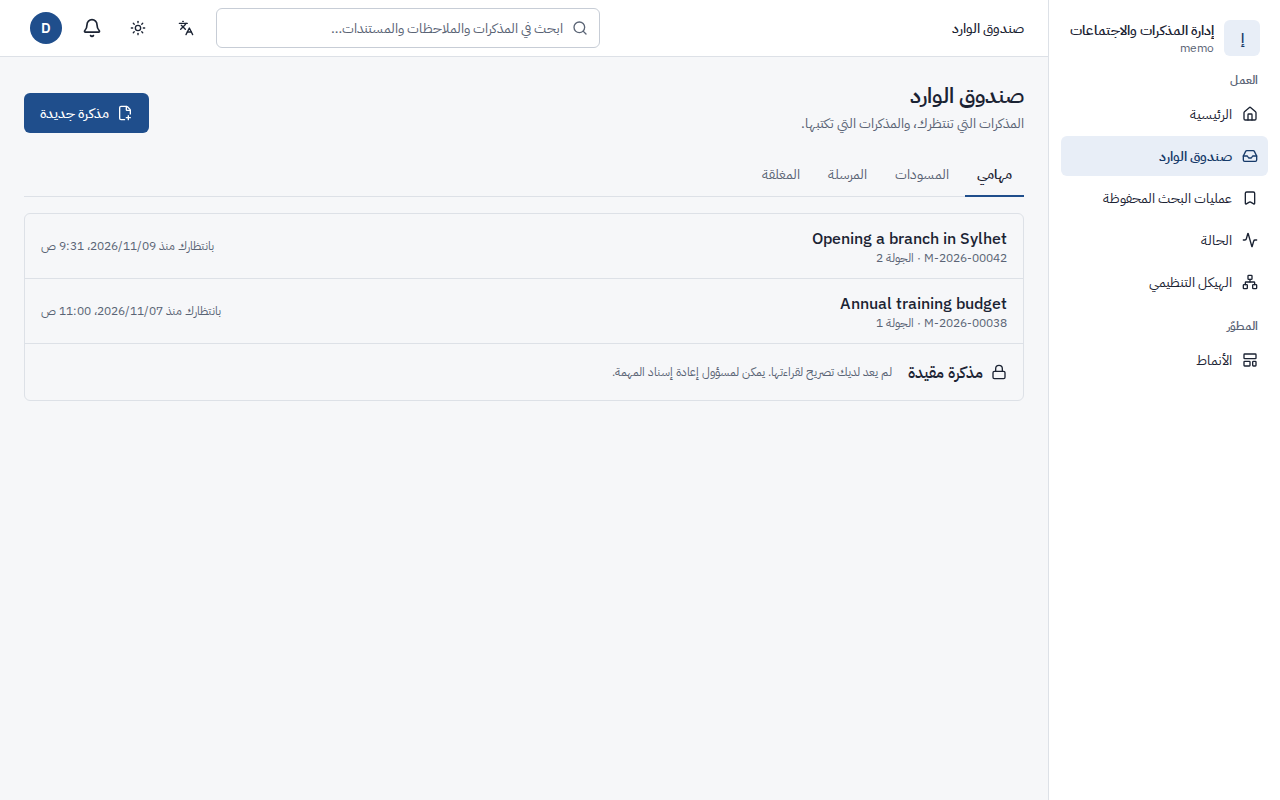 إدارة المذكرات والاجتماعات
memo
إ
العمل
الرئيسية
صندوق الوارد
عمليات البحث المحفوظة
الحالة
الهيكل التنظيمي
المطوّر
الأنماط
صندوق الوارد
ابحث في المذكرات والملاحظات والمستندات...
D
صندوق الوارد
المذكرات التي تنتظرك، والمذكرات التي تكتبها.
مذكرة جديدة
مهامي
المسودات
المرسلة
المغلقة
Opening a branch in Sylhet
M-2026-00042 · الجولة 2
بانتظارك منذ 2026/11/09، 9:31 ص
Annual training budget
M-2026-00038 · الجولة 1
بانتظارك منذ 2026/11/07، 11:00 ص
مذكرة مقيدة
لم يعد لديك تصريح لقراءتها. يمكن لمسؤول إعادة إسناد المهمة.